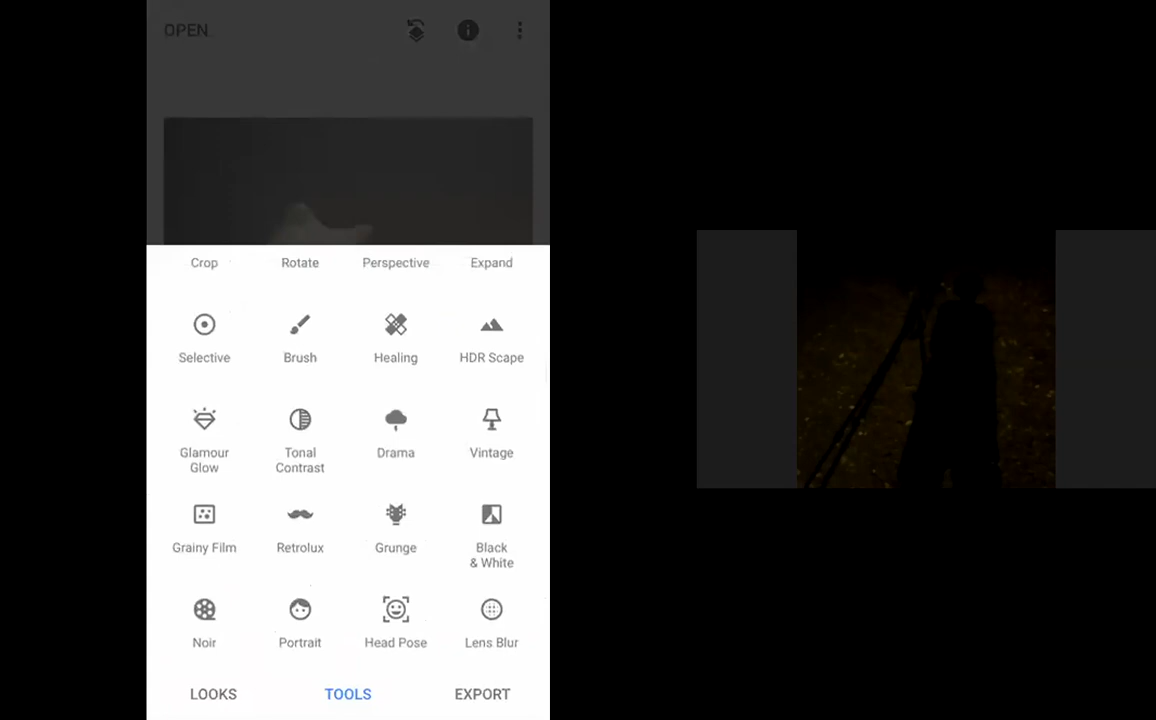 OPEN
Crop Rotate Perspective Expand
Selective Brush Healing HDR Scape
Glamour Glow Tonal Contrast Drama Vintage
Grainy Film Retrolux Grunge Black & White
Noir Portrait Head Pose Lens Blur
LOOKS TOOLS EXPORT